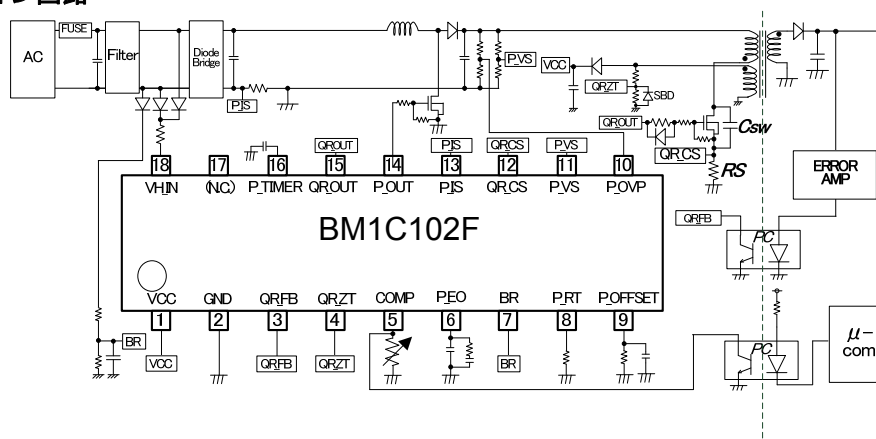 FUSE
AC
Filter
Diode
Bridge
P_IS
P_VS
VCC
QR_ZT
SBD
QR_OUT
Csw
QR_CS
RS
ERROR
AMP
QR_OUT
P_IS
QR_CS
P_VS
18 17 16 15 14 13 12 11 10
VH_IN (N.C.) P_TIMER QR_OUT P_OUT P_IS QR_CS P_VS P_OVP
QR_FB
PC
BM1C102F
VCC GND QR_FB QR_ZT COMP P_EO BR P_RT P_OFFSET
1 2 3 4 5 6 7 8 9
BR
VCC
QR_FB
QR_ZT
BR
PC
μ-
com